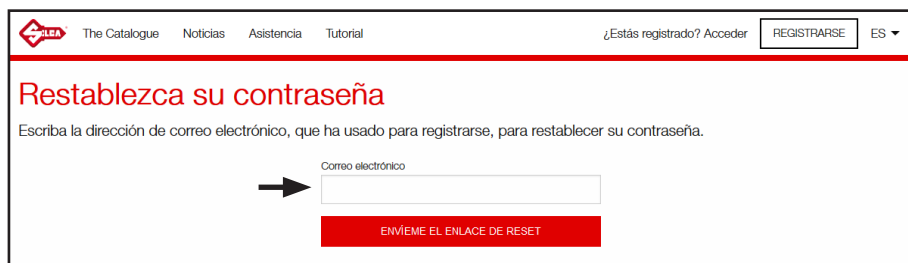 SILCA The Catalogue Noticias Asistencia Tutorial ¿Estás registrado? Acceder REGISTRARSE ES
Restablezca su contraseña
Escriba la dirección de correo electrónico, que ha usado para registrarse, para restablecer su contraseña.
Correo electrónico
ENVÍEME EL ENLACE DE RESET